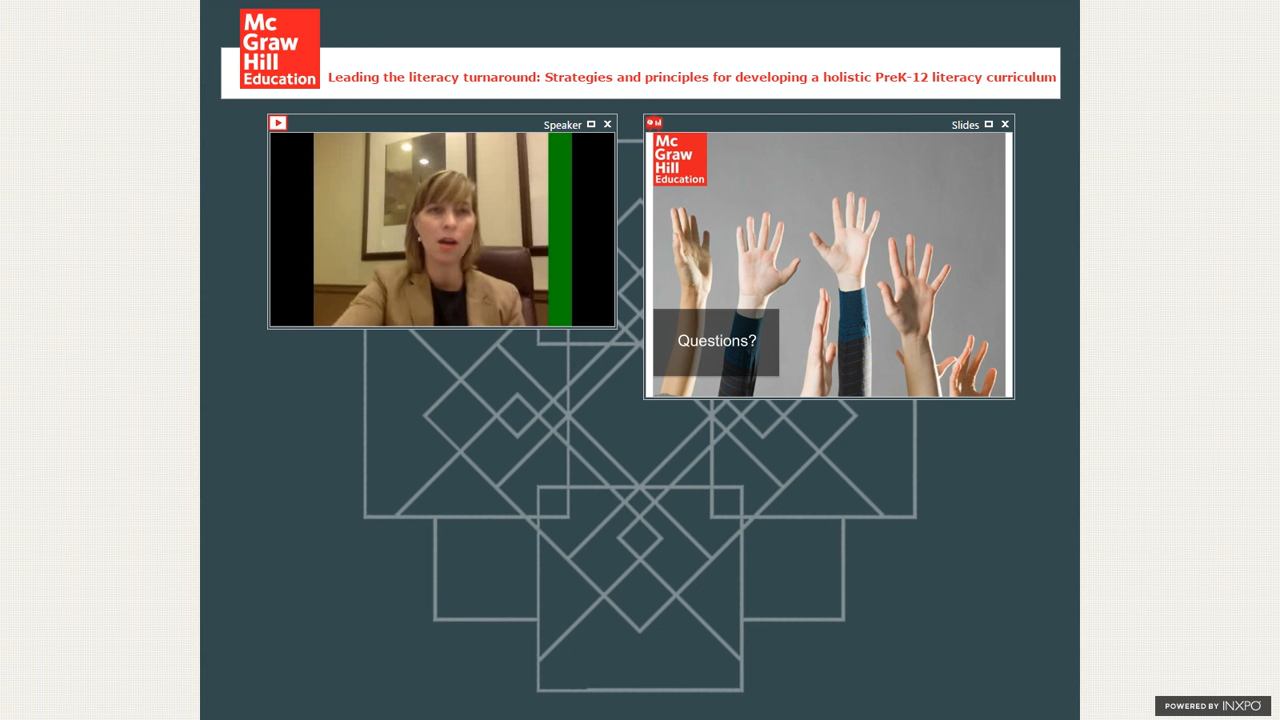 Mc
Graw
Hill
Education
Leading the literacy turnaround: Strategies and principles for developing a holistic PreK-12 literacy curriculum
Speaker
Slides
Mc
Graw
Hill
Education
Questions?
POWERED BY INXPO